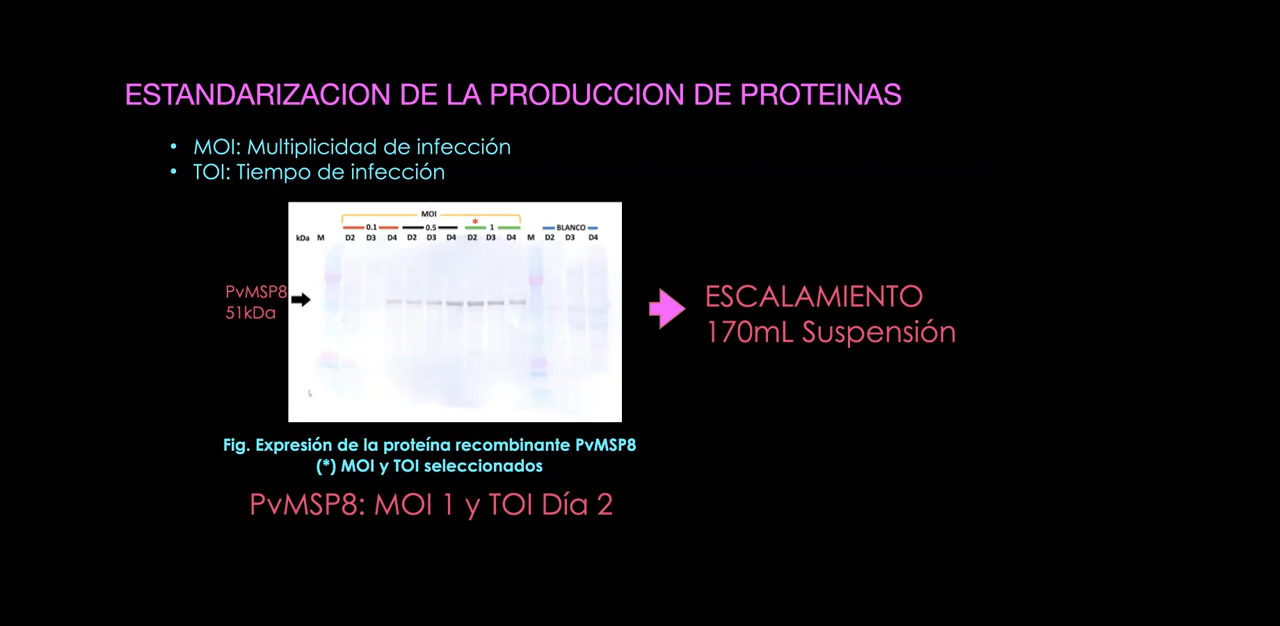 ESTANDARIZACION DE LA PRODUCCION DE PROTEINAS
• MOI: Multiplicidad de infección
• TOI: Tiempo de infección
MOI
0.1 0.5 * 1 BLANCO
kDa M D2 D3 D4 D2 D3 D4 D2 D3 D4 M D2 D3 D4
PvMSP8
51kDa
ESCALAMIENTO
170mL Suspensión
Fig. Expresión de la proteína recombinante PvMSP8
(*) MOI y TOI seleccionados
PvMSP8: MOI 1 y TOI Día 2